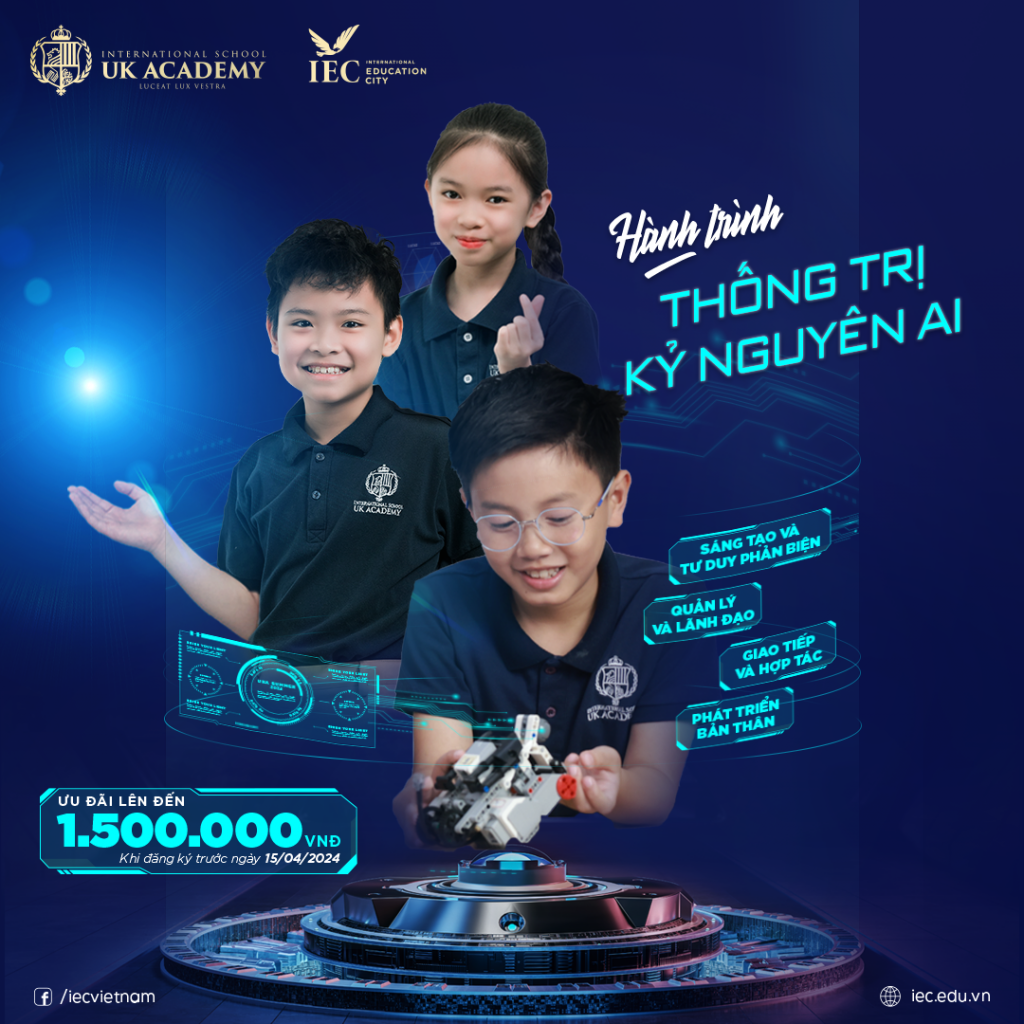 INTERNATIONAL SCHOOL
UK ACADEMY
LUCEAT LUX VESTRA
IEC
INTERNATIONAL
EDUCATION
CITY
Hành trình
THỐNG TRỊ
KỶ NGUYÊN AI
INTERNATIONAL SCHOOL
UK ACADEMY
SÁNG TẠO VÀ
TƯ DUY PHẢN BIỆN
QUẢN LÝ
VÀ LÃNH ĐẠO
GIAO TIẾP
VÀ HỢP TÁC
PHÁT TRIỂN
BẢN THÂN
UK ACADE
ƯU ĐÃI LÊN ĐẾN
1.500.000 VNĐ
Khi đăng ký trước ngày 15/04/2024
/iecvietnam
iec.edu.vn